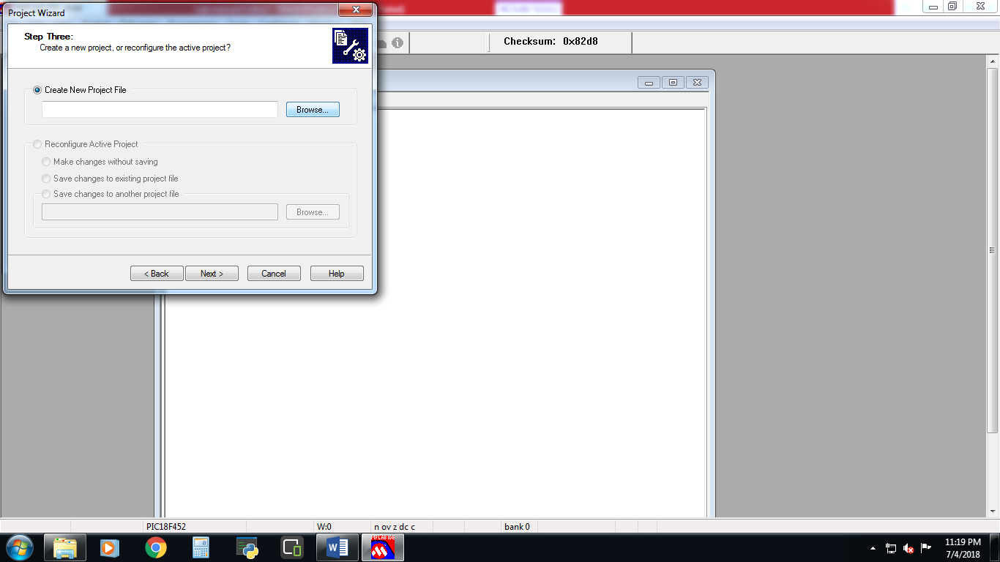 Project Wizard
Step Three:
Create a new project, or reconfigure the active project?
Checksum: 0x82d8
Create New Project File
Browse...
Reconfigure Active Project
Make changes without saving
Save changes to existing project file
Save changes to another project file
Browse...
< Back
Next >
Cancel
Help
PIC18F452
W:0
n ov z dc c
bank 0
MPLAB IDE
11:19 PM
7/4/2018